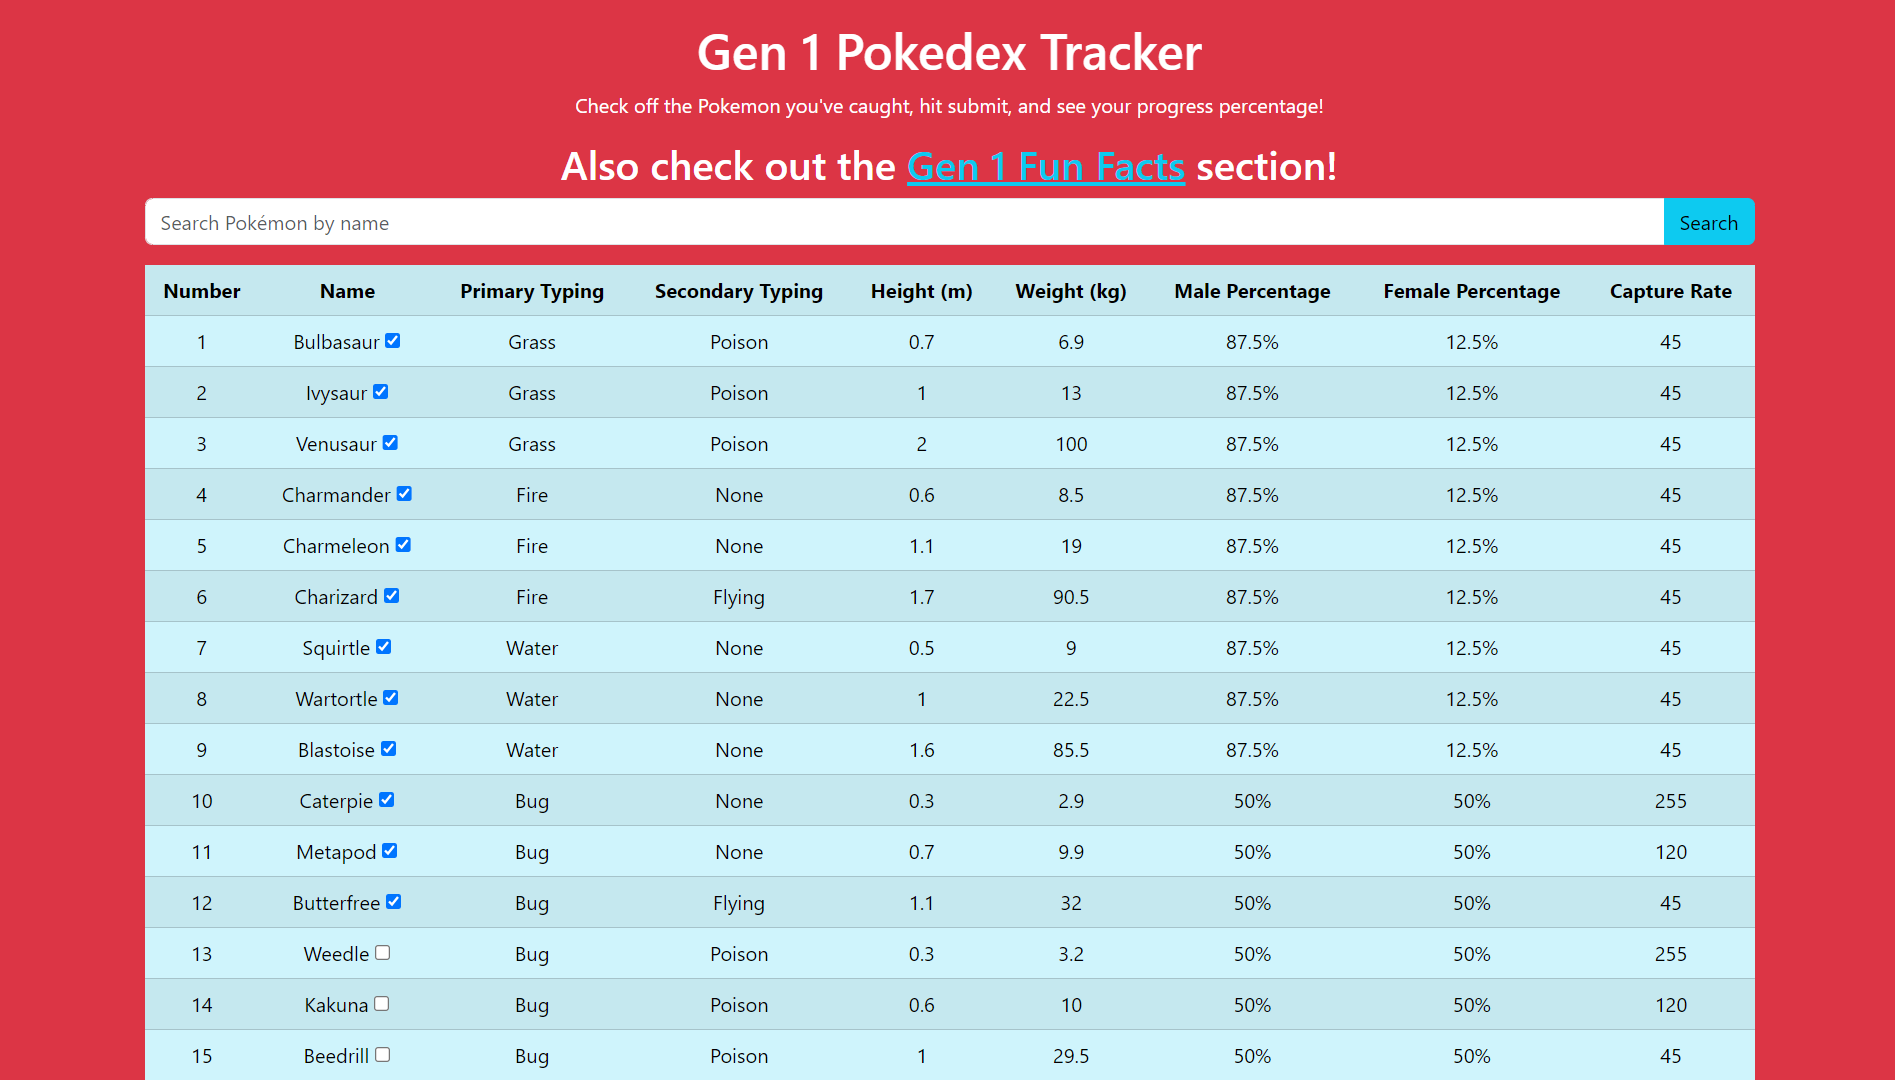 Gen 1 Pokedex Tracker
Check off the Pokemon you've caught, hit submit, and see your progress percentage!
Also check out the Gen 1 Fun Facts section!
Search Pokémon by name Search
Number Name Primary Typing Secondary Typing Height (m) Weight (kg) Male Percentage Female Percentage Capture Rate
1 Bulbasaur Grass Poison 0.7 6.9 87.5% 12.5% 45
2 Ivysaur Grass Poison 1 13 87.5% 12.5% 45
3 Venusaur Grass Poison 2 100 87.5% 12.5% 45
4 Charmander Fire None 0.6 8.5 87.5% 12.5% 45
5 Charmeleon Fire None 1.1 19 87.5% 12.5% 45
6 Charizard Fire Flying 1.7 90.5 87.5% 12.5% 45
7 Squirtle Water None 0.5 9 87.5% 12.5% 45
8 Wartortle Water None 1 22.5 87.5% 12.5% 45
9 Blastoise Water None 1.6 85.5 87.5% 12.5% 45
10 Caterpie Bug None 0.3 2.9 50% 50% 255
11 Metapod Bug None 0.7 9.9 50% 50% 120
12 Butterfree Bug Flying 1.1 32 50% 50% 45
13 Weedle Bug Poison 0.3 3.2 50% 50% 255
14 Kakuna Bug Poison 0.6 10 50% 50% 120
15 Beedrill Bug Poison 1 29.5 50% 50% 45